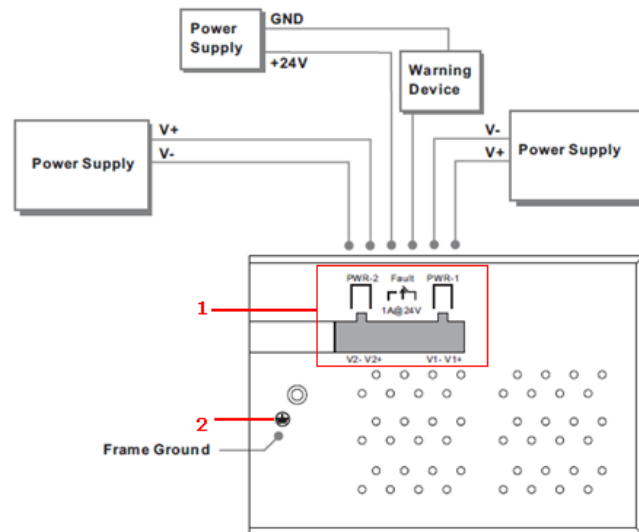 GND
Power
Supply
+24V
Warning
Device
V+
V-
Power Supply
V-
V+
Power Supply
PWR-2 Fault PWR-1
1
1A@24V
V2- V2+ V1- V1+
2
Frame Ground